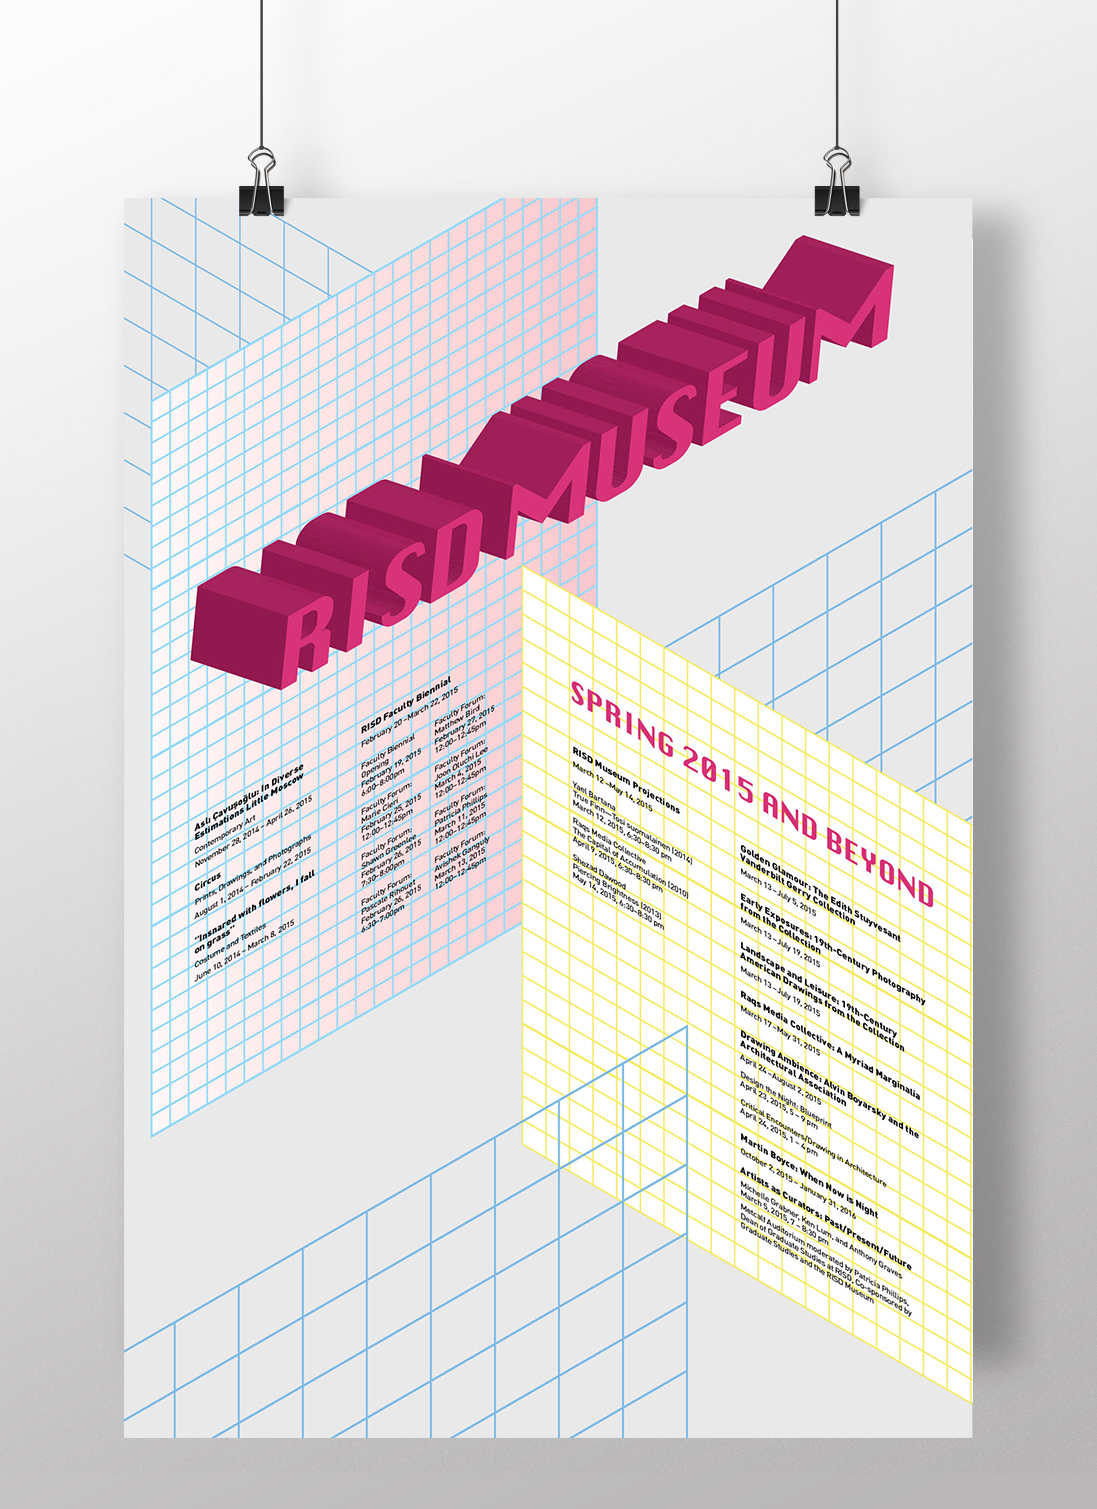 RISD MUSEUM
Aslı Çavuşoğlu: In Diverse
Estimations Little Moscow
Contemporary Art
November 28, 2014 – April 26, 2015
Circus
Prints, Drawings, and Photographs
August 1, 2014 – February 22, 2015
"Insnared with flowers, I fall
on grass"
Costume and Textiles
June 10, 2014 – March 8, 2015
RISD Faculty Biennial
February 20 – March 22, 2015
Faculty Biennial
Opening
February 19, 2015
6:00–8:00pm
Faculty Forum:
Marie Cieri
February 25, 2015
12:00–12:45pm
Faculty Forum:
Shawn Greenlee
February 26, 2015
7:30–8:00pm
Faculty Forum:
Pascale Rihouet
February 26, 2015
6:30–7:00pm
Faculty Forum:
Matthew Bird
February 27, 2015
12:00–12:45pm
Faculty Forum:
Joon Oluchi Lee
March 4, 2015
12:00–12:45pm
Faculty Forum:
Patricia Phillips
March 11, 2015
12:00–12:45pm
Faculty Forum:
Avishek Ganguly
March 13, 2015
12:00–12:45pm
SPRING 2015 AND BEYOND
RISD Museum Projections
March 12 – May 14, 2015
Yael Bartana
True Finn—Tosi suomalainen (2014)
March 12, 2015, 6:30–8:30 pm
Raqs Media Collective
The Capital of Accumulation (2010)
April 9, 2015, 6:30–8:30 pm
Shezad Dawood
Piercing Brightness (2013)
May 14, 2015, 6:30–8:30 pm
Golden Glamour: The Edith Stuyvesant
Vanderbilt Gerry Collection
March 13 – July 5, 2015
Early Exposures: 19th-Century Photography
from the Collection
March 13 – July 19, 2015
Landscape and Leisure: 19th-Century
American Drawings from the Collection
March 13 – July 19, 2015
Raqs Media Collective: A Myriad Marginalia
March 17 – May 31, 2015
Drawing Ambience: Alvin Boyarsky and the
Architectural Association
April 24 – August 2, 2015
Design the Night: Blueprint
April 23, 2015, 5 – 9 pm
Critical Encounters/Drawing in Architecture
April 24, 2015, 1 – 4 pm
Martin Boyce: When Now is Night
October 2, 2015 – January 31, 2016
Artists as Curators: Past/Present/Future
Michelle Grabner, Ken Lum, and Anthony Graves
March 5, 2015, 7 – 8:30 pm
Metcalf Auditorium moderated by Patricia Phillips,
Dean of Graduate Studies at RISD. Co-sponsored by
Graduate Studies and the RISD Museum